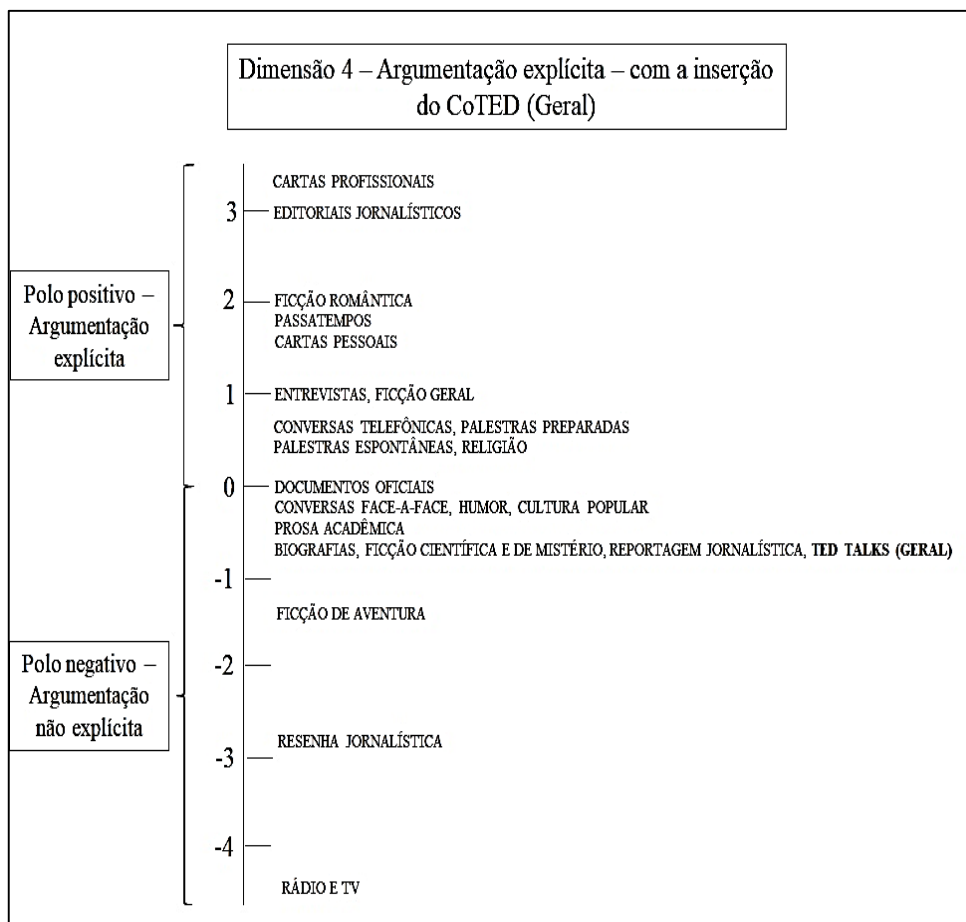 Dimensão 4 – Argumentação explícita – com a inserção
do CoTED (Geral)
CARTAS PROFISSIONAIS
3
EDITORIAIS JORNALÍSTICOS
Polo positivo –
Argumentação
explícita
2
FICÇÃO ROMÂNTICA
PASSATEMPOS
CARTAS PESSOAIS
1
ENTREVISTAS, FICÇÃO GERAL
CONVERSAS TELEFÔNICAS, PALESTRAS PREPARADAS
PALESTRAS ESPONTÂNEAS, RELIGIÃO
0
DOCUMENTOS OFICIAIS
CONVERSAS FACE-A-FACE, HUMOR, CULTURA POPULAR
PROSA ACADÊMICA
BIOGRAFIAS, FICÇÃO CIENTÍFICA E DE MISTÉRIO, REPORTAGEM JORNALÍSTICA, TED TALKS (GERAL)
-1
FICÇÃO DE AVENTURA
Polo negativo –
Argumentação
não explícita
-2
RESENHA JORNALÍSTICA
-3
-4
RÁDIO E TV